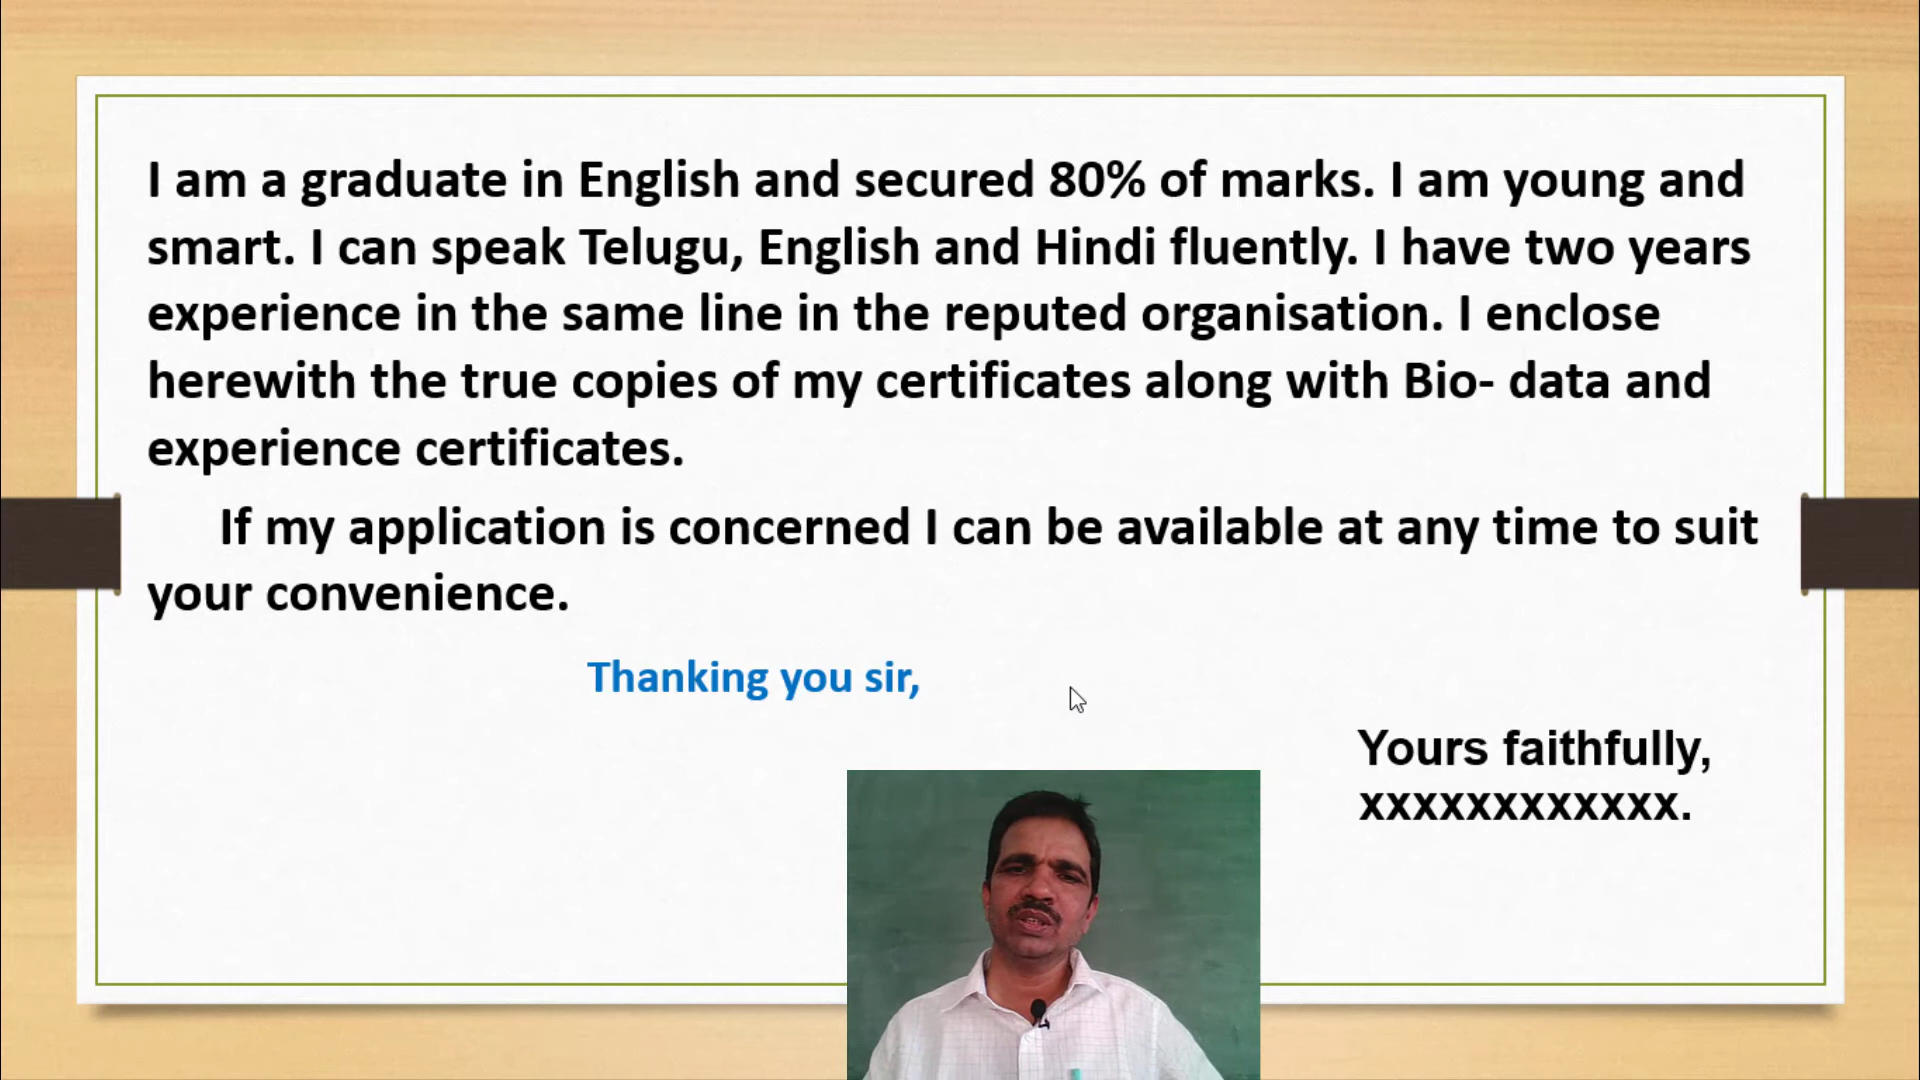 I am a graduate in English and secured 80% of marks. I am young and
smart. I can speak Telugu, English and Hindi fluently. I have two years
experience in the same line in the reputed organisation. I enclose
herewith the true copies of my certificates along with Bio- data and
experience certificates.
If my application is concerned I can be available at any time to suit
your convenience.
Thanking you sir,
Yours faithfully,
xxxxxxxxxxxx.